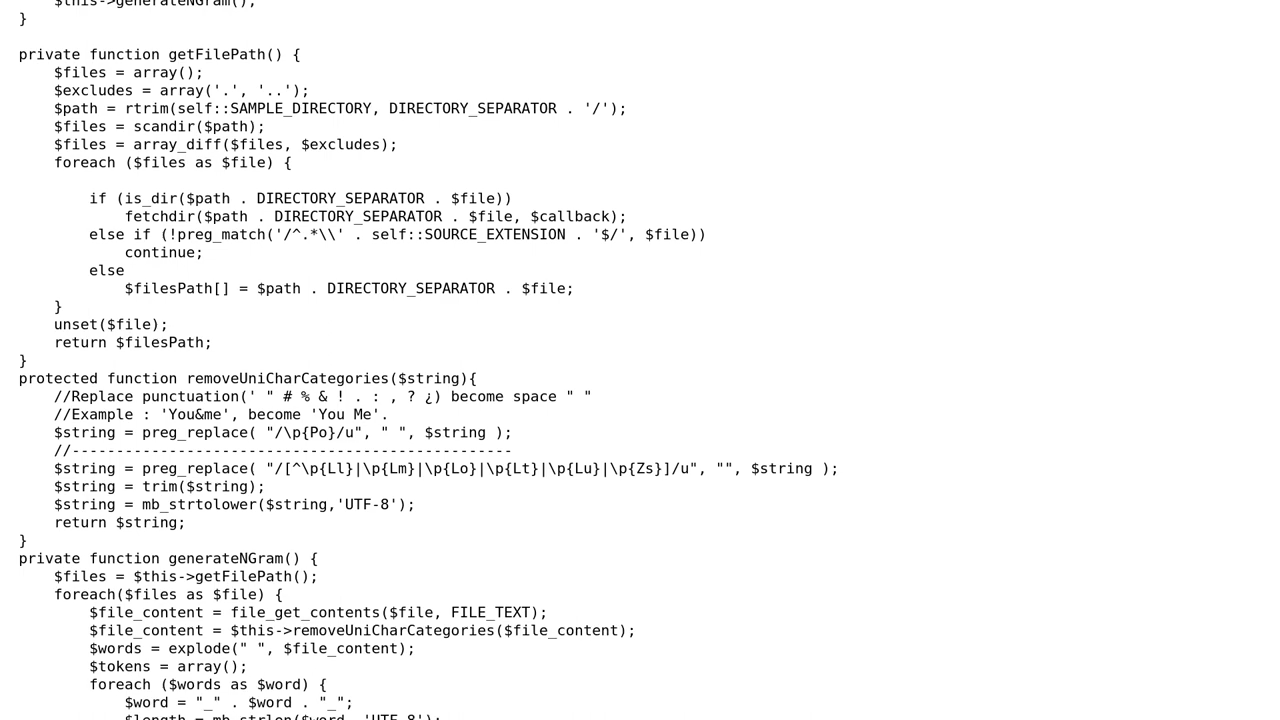 $this->generateNGram();
}
private function getFilePath() {
$files = array();
$excludes = array('.', '..');
$path = rtrim(self::SAMPLE_DIRECTORY, DIRECTORY_SEPARATOR . '/');
$files = scandir($path);
$files = array_diff($files, $excludes);
foreach ($files as $file) {
if (is_dir($path . DIRECTORY_SEPARATOR . $file))
fetchdir($path . DIRECTORY_SEPARATOR . $file, $callback);
else if (!preg_match('/^.*\\' . self::SOURCE_EXTENSION . '$/', $file))
continue;
else
$filesPath[] = $path . DIRECTORY_SEPARATOR . $file;
}
unset($file);
return $filesPath;
}
protected function removeUniCharCategories($string){
//Replace punctuation(' " # % & ! . : , ? ¿) become space " "
//Example : 'You&me', become 'You Me'.
$string = preg_replace( "/\p{Po}/u", " ", $string );
//--------------------------------------------------
$string = preg_replace( "/[^\p{Ll}|\p{Lm}|\p{Lo}|\p{Lt}|\p{Lu}|\p{Zs}]/u", "", $string );
$string = trim($string);
$string = mb_strtolower($string,'UTF-8');
return $string;
}
private function generateNGram() {
$files = $this->getFilePath();
foreach($files as $file) {
$file_content = file_get_contents($file, FILE_TEXT);
$file_content = $this->removeUniCharCategories($file_content);
$words = explode(" ", $file_content);
$tokens = array();
foreach ($words as $word) {
$word = "_" . $word . "_";
$length = mb_strlen($word, 'UTF-8');